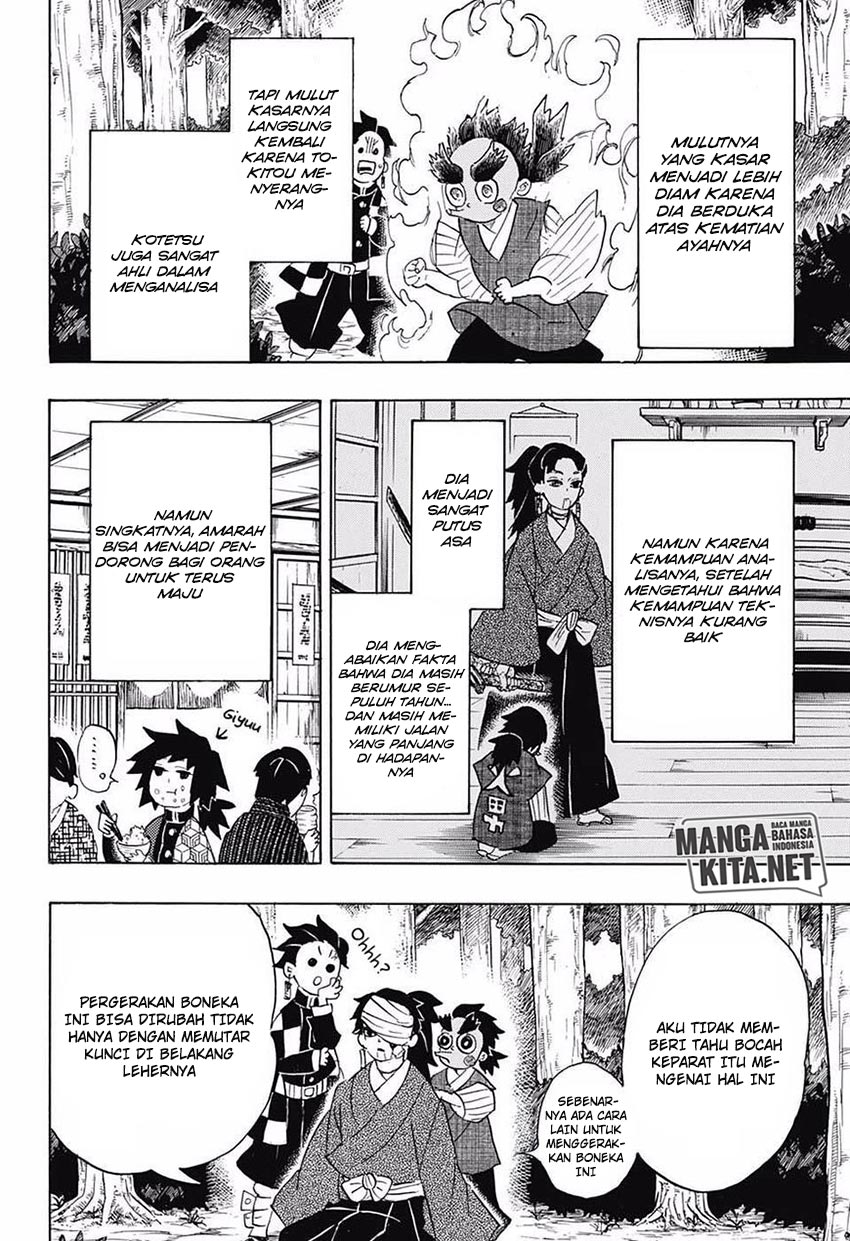 MULUTNYA
YANG KASAR
MENJADI LEBIH
DIAM KARENA
DIA BERDUKA
ATAS KEMATIAN
AYAHNYA
TAPI MULUT
KASARNYA
LANGSUNG
KEMBALI
KARENA TO-
KITOU ME-
NYERANG-
NYA
KOTETSU
JUGA SANGAT
AHLI DALAM
MENGANALISA
NAMUN KARENA
KEMAMPUAN ANA-
LISANYA, SETELAH
MENGETAHUI BAHWA
KEMAMPUAN TEK-
NISNYA KURANG
BAIK
DIA
MENJADI
SANGAT
PUTUS
ASA
DIA MENG-
ABAIKAN FAKTA
BAHWA DIA MASIH
BERUMUR SE-
PULUH TAHUN...
DAN MASIH ME-
MILIKI JALAN
YANG PANJANG
DI HADAPAN-
NYA
NAMUN
SINGKATNYA, AMARAH
BISA MENJADI PEN-
DORONG BAGI ORANG
UNTUK TERUS
MAJU
Giyuu
......
火男
MANGA
KITA.NET
BACA MANGA
BAHASA
INDONESIA
AKU TIDAK MEM-
BERI TAHU BOCAH
KEPARAT ITU ME-
NGENAI HAL INI
SEBENAR-
NYA ADA CARA
LAIN UNTUK
MENGGERAK-
KAN BONEKA
INI
Ohhh?
PERGERAKAN BONEKA
INI BISA DIRUBAH TIDAK
HANYA DENGAN MEMUTAR
KUNCI DI BELAKANG
LEHERNYA